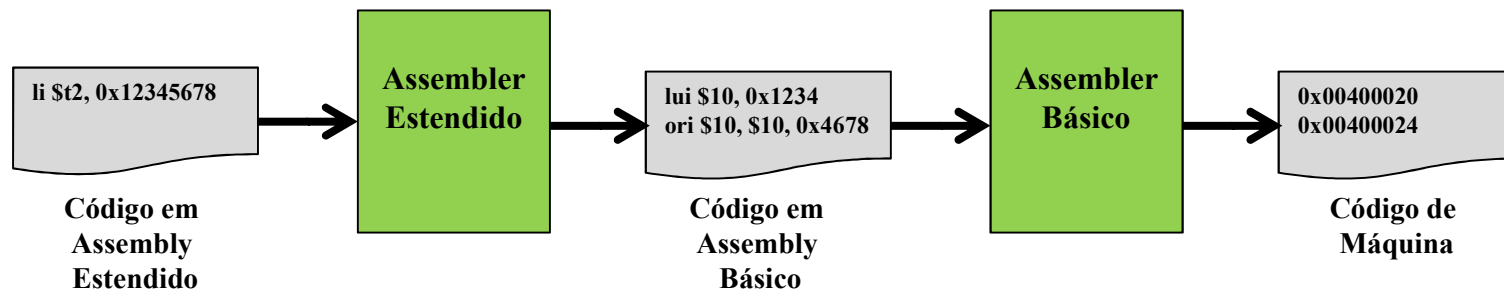 li $t2, 0x12345678
Assembler
Estendido
lui $10, 0x1234
ori $10, $10, 0x4678
Assembler
Básico
0x00400020
0x00400024
Código em
Assembly
Estendido
Código em
Assembly
Básico
Código de
Máquina